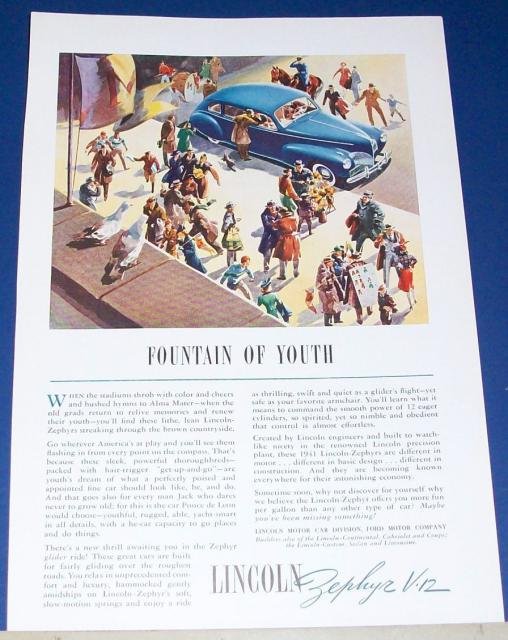 FOUNTAIN OF YOUTH
WHEN the stadiums throb with color and cheers
and hushed hymns to Alma Mater—when the
old grads return to relive memories and renew
their youth—you'll find these lithe, lean Lincoln-
Zephyrs streaking through the brown countryside.
Go wherever America's at play and you'll see them
flashing in from every point on the compass. That's
because these sleek, powerful thoroughbreds—
packed with hair-trigger "get-up-and-go"—are
youth's dream of what a perfectly poised and
appointed fine car should look like, be, and do.
And that goes also for every man Jack who dares
never to grow old; for this is the car Ponce de Leon
would choose—youthful, rugged, able, yacht-smart
in all details, with a he-car capacity to go places
and do things.
There's a new thrill awaiting you in the Zephyr
glider ride! These great cars are built
for fairly gliding over the roughest
roads. You relax in unprecedented com-
fort and luxury, hammocked gently
amidships on Lincoln-Zephyr's soft,
slow-motion springs and enjoy a ride
as thrilling, swift and quiet as a glider's flight—yet
safe as your favorite armchair. You'll learn what it
means to command the smooth power of 12 eager
cylinders, so spirited, yet so nimble and obedient
that control is almost effortless.
Created by Lincoln engineers and built to watch-
like nicety in the renowned Lincoln precision
plant, these 1941 Lincoln-Zephyrs are different in
motor . . . different in basic design . . . different in
construction. And they are becoming known
everywhere for their astonishing economy.
Sometime soon, why not discover for yourself why
we believe the Lincoln-Zephyr offers you more fun
per gallon than any other type of car? Maybe
you've been missing something!
LINCOLN MOTOR CAR DIVISION, FORD MOTOR COMPANY
Builders also of the Lincoln-Continental, Cabriolet and Coupe;
the Lincoln-Custom, Sedan and Limousine.
LINCOLN Zephyr V·12